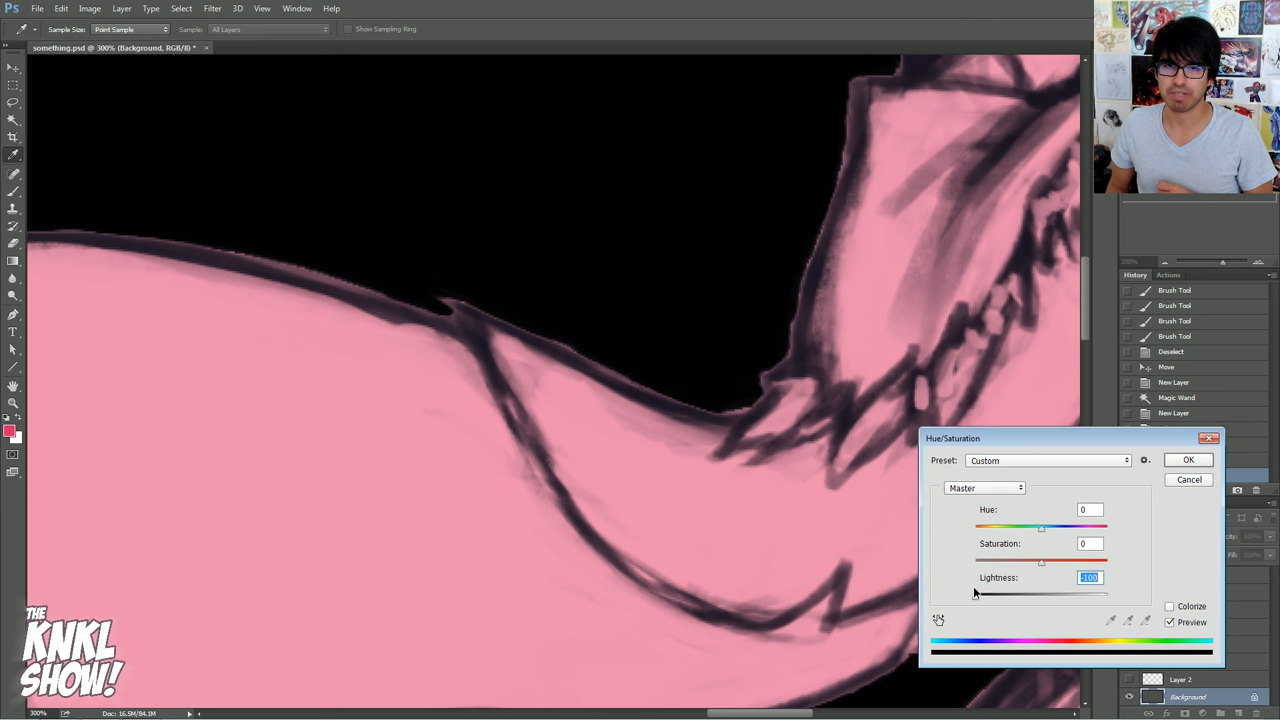 Ps File Edit Image Layer Type Select Filter 3D View Window Help
Sample Size: Point Sample Sample: All Layers Show Sampling Ring
something.psd @ 300% (Background, RGB/8) * ×
300%
History Actions
Brush Tool
Brush Tool
Brush Tool
Brush Tool
Deselect
Move
New Layer
Magic Wand
New Layer
Hue/Saturation
Preset: Custom OK
Cancel
Master
Hue: 0
Saturation: 0
Lightness: -100
Colorize
Preview
Fill: 100%
Layer 2
Background
THE
KNKL
SHOW!
300% Doc: 16.5M/84.1M